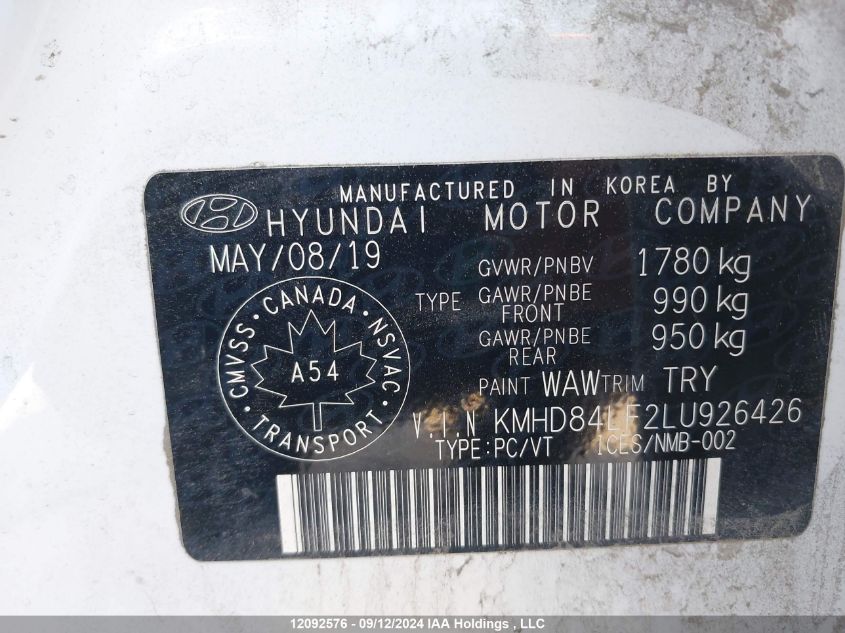 MANUFACTURED IN KOREA BY
HYUNDAI MOTOR COMPANY
MAY/08/19
GVWR/PNBV 1780 kg
TYPE GAWR/PNBE FRONT 990 kg
GAWR/PNBE REAR 950 kg
PAINT WAW TRIM TRY
V.I.N KMHD84LF2LU926426
TYPE:PC/VT ICES/NMB-002
CMVSS · CANADA · NSVAC
A54
TRANSPORT
12092576 - 09/12/2024 IAA Holdings , LLC